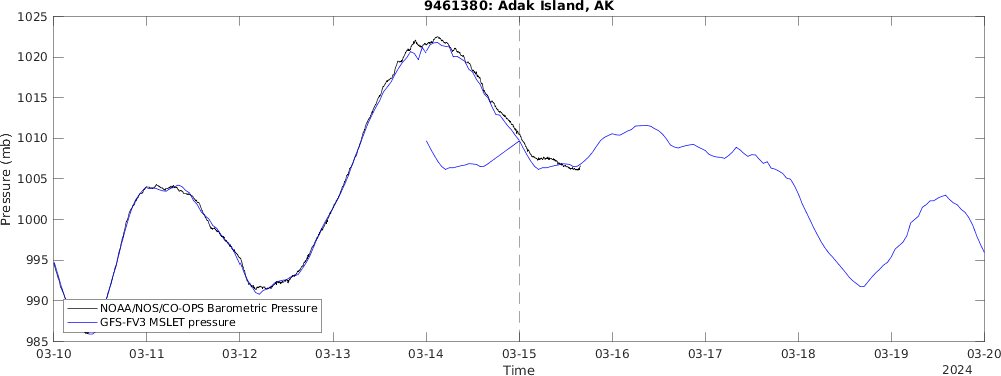 9461380: Adak Island, AK
Pressure (mb)
1025
1020
1015
1010
1005
1000
995
990
985
NOAA/NOS/CO-OPS Barometric Pressure
GFS-FV3 MSLET pressure
03-10 03-11 03-12 03-13 03-14 03-15 03-16 03-17 03-18 03-19 03-20
Time
2024